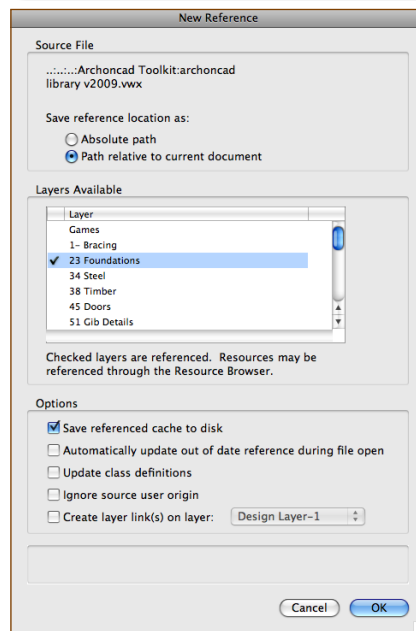 New Reference
Source File
..:..:..:Archoncad Toolkit:archoncad
library v2009.vwx
Save reference location as:
Absolute path
Path relative to current document
Layers Available
Layer
Games
1- Bracing
23 Foundations
34 Steel
38 Timber
45 Doors
51 Gib Details
Checked layers are referenced. Resources may be
referenced through the Resource Browser.
Options
Save referenced cache to disk
Automatically update out of date reference during file open
Update class definitions
Ignore source user origin
Create layer link(s) on layer: Design Layer-1
Cancel OK